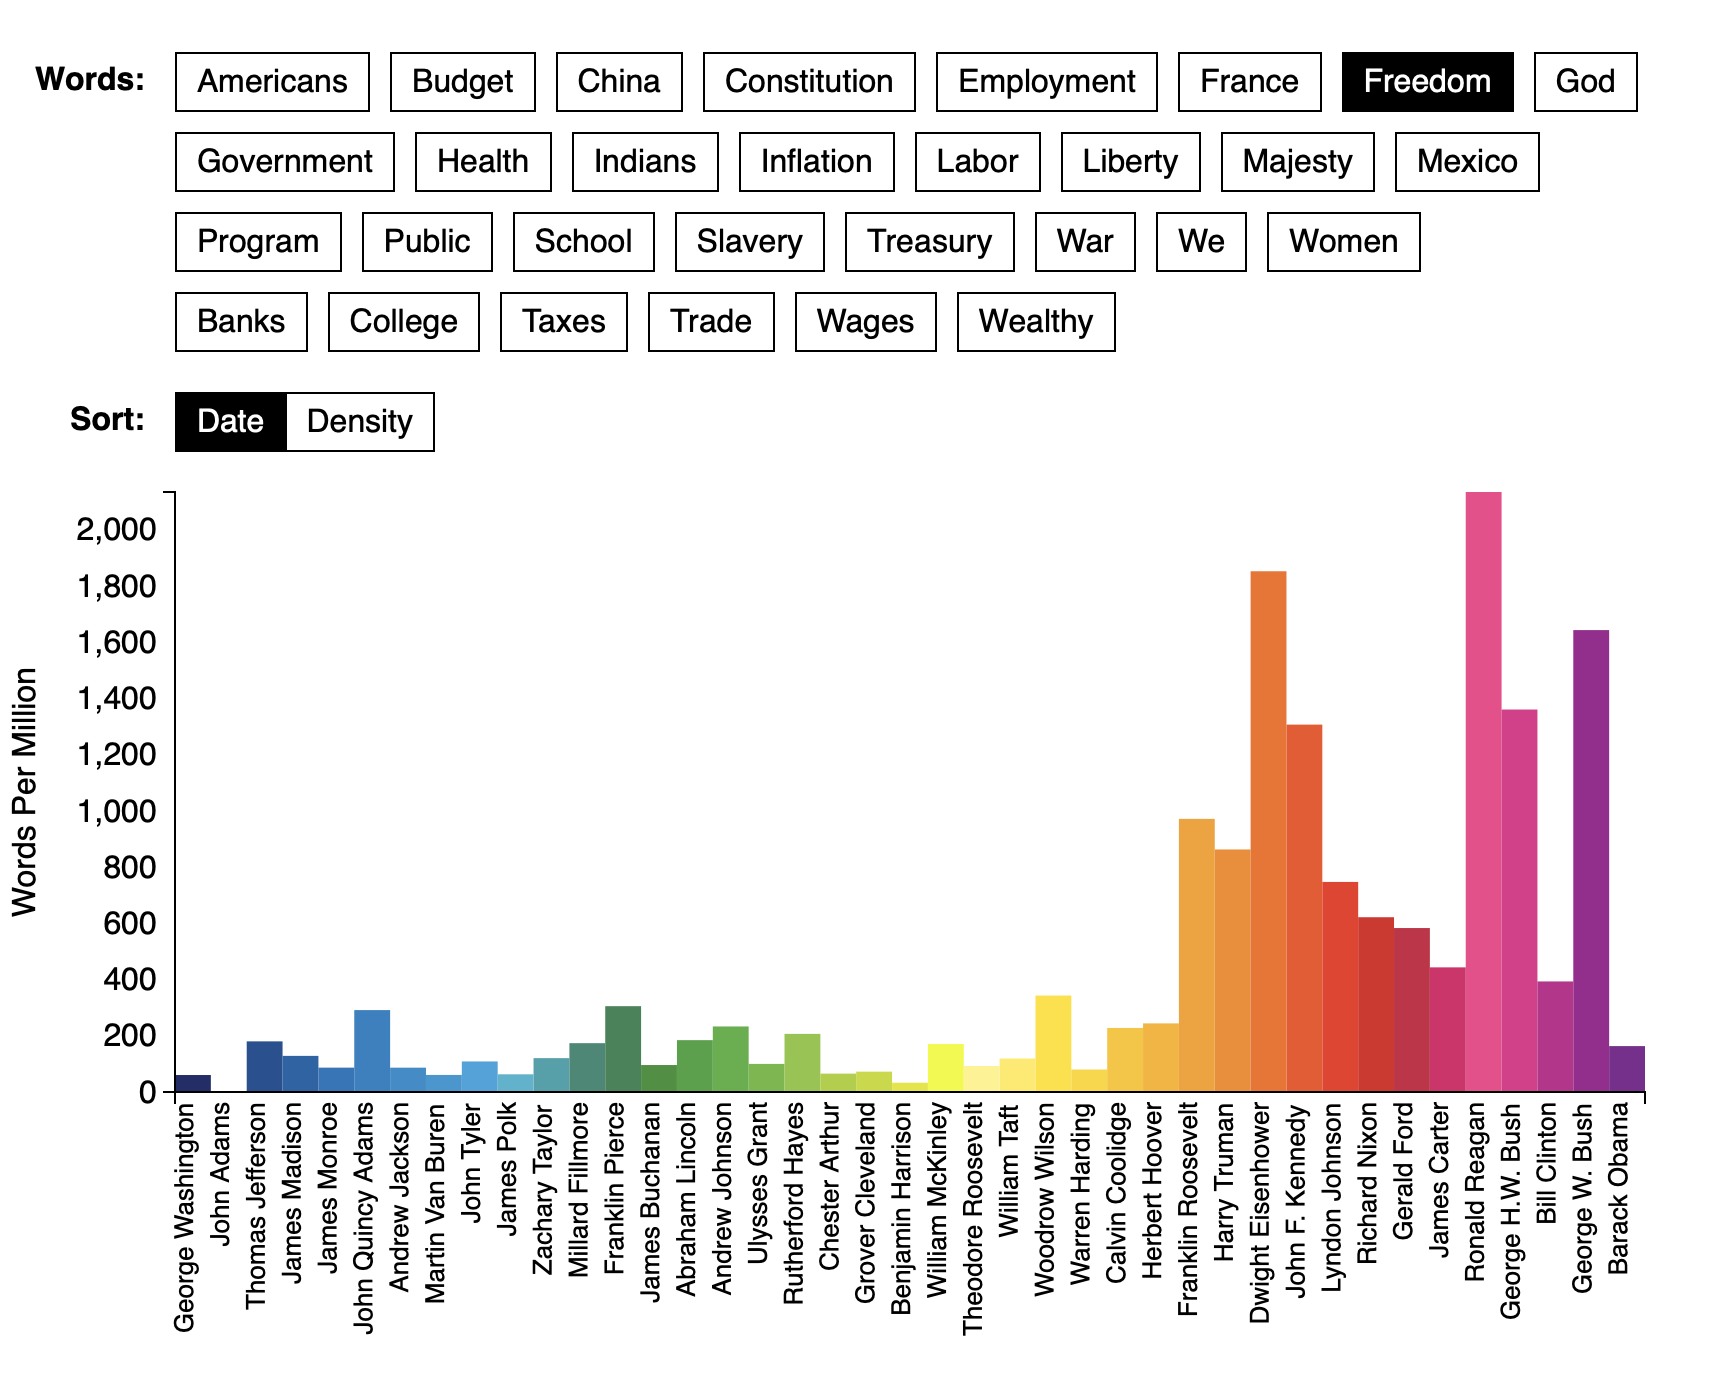 Words: Americans Budget China Constitution Employment France Freedom God
Government Health Indians Inflation Labor Liberty Majesty Mexico
Program Public School Slavery Treasury War We Women
Banks College Taxes Trade Wages Wealthy
Sort: Date Density
Words Per Million
2,000
1,800
1,600
1,400
1,200
1,000
800
600
400
200
0
George Washington
John Adams
Thomas Jefferson
James Madison
James Monroe
John Quincy Adams
Andrew Jackson
Martin Van Buren
John Tyler
James Polk
Zachary Taylor
Millard Fillmore
Franklin Pierce
James Buchanan
Abraham Lincoln
Andrew Johnson
Ulysses Grant
Rutherford Hayes
Chester Arthur
Grover Cleveland
Benjamin Harrison
William McKinley
Theodore Roosevelt
William Taft
Woodrow Wilson
Warren Harding
Calvin Coolidge
Herbert Hoover
Franklin Roosevelt
Harry Truman
Dwight Eisenhower
John F. Kennedy
Lyndon Johnson
Richard Nixon
Gerald Ford
James Carter
Ronald Reagan
George H.W. Bush
Bill Clinton
George W. Bush
Barack Obama